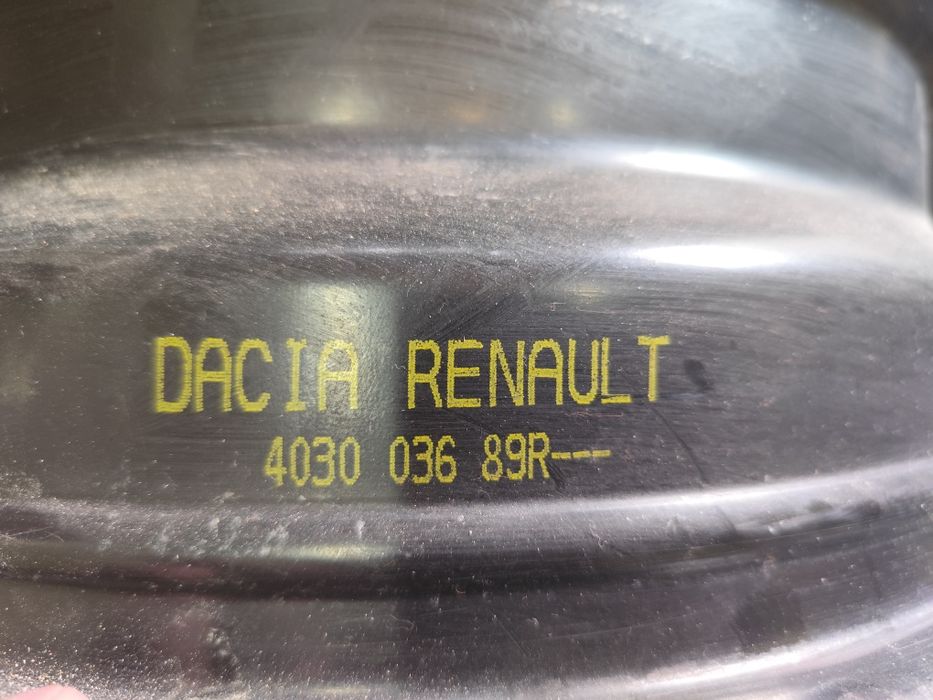 DACIA RENAULT
4030 036 89R---